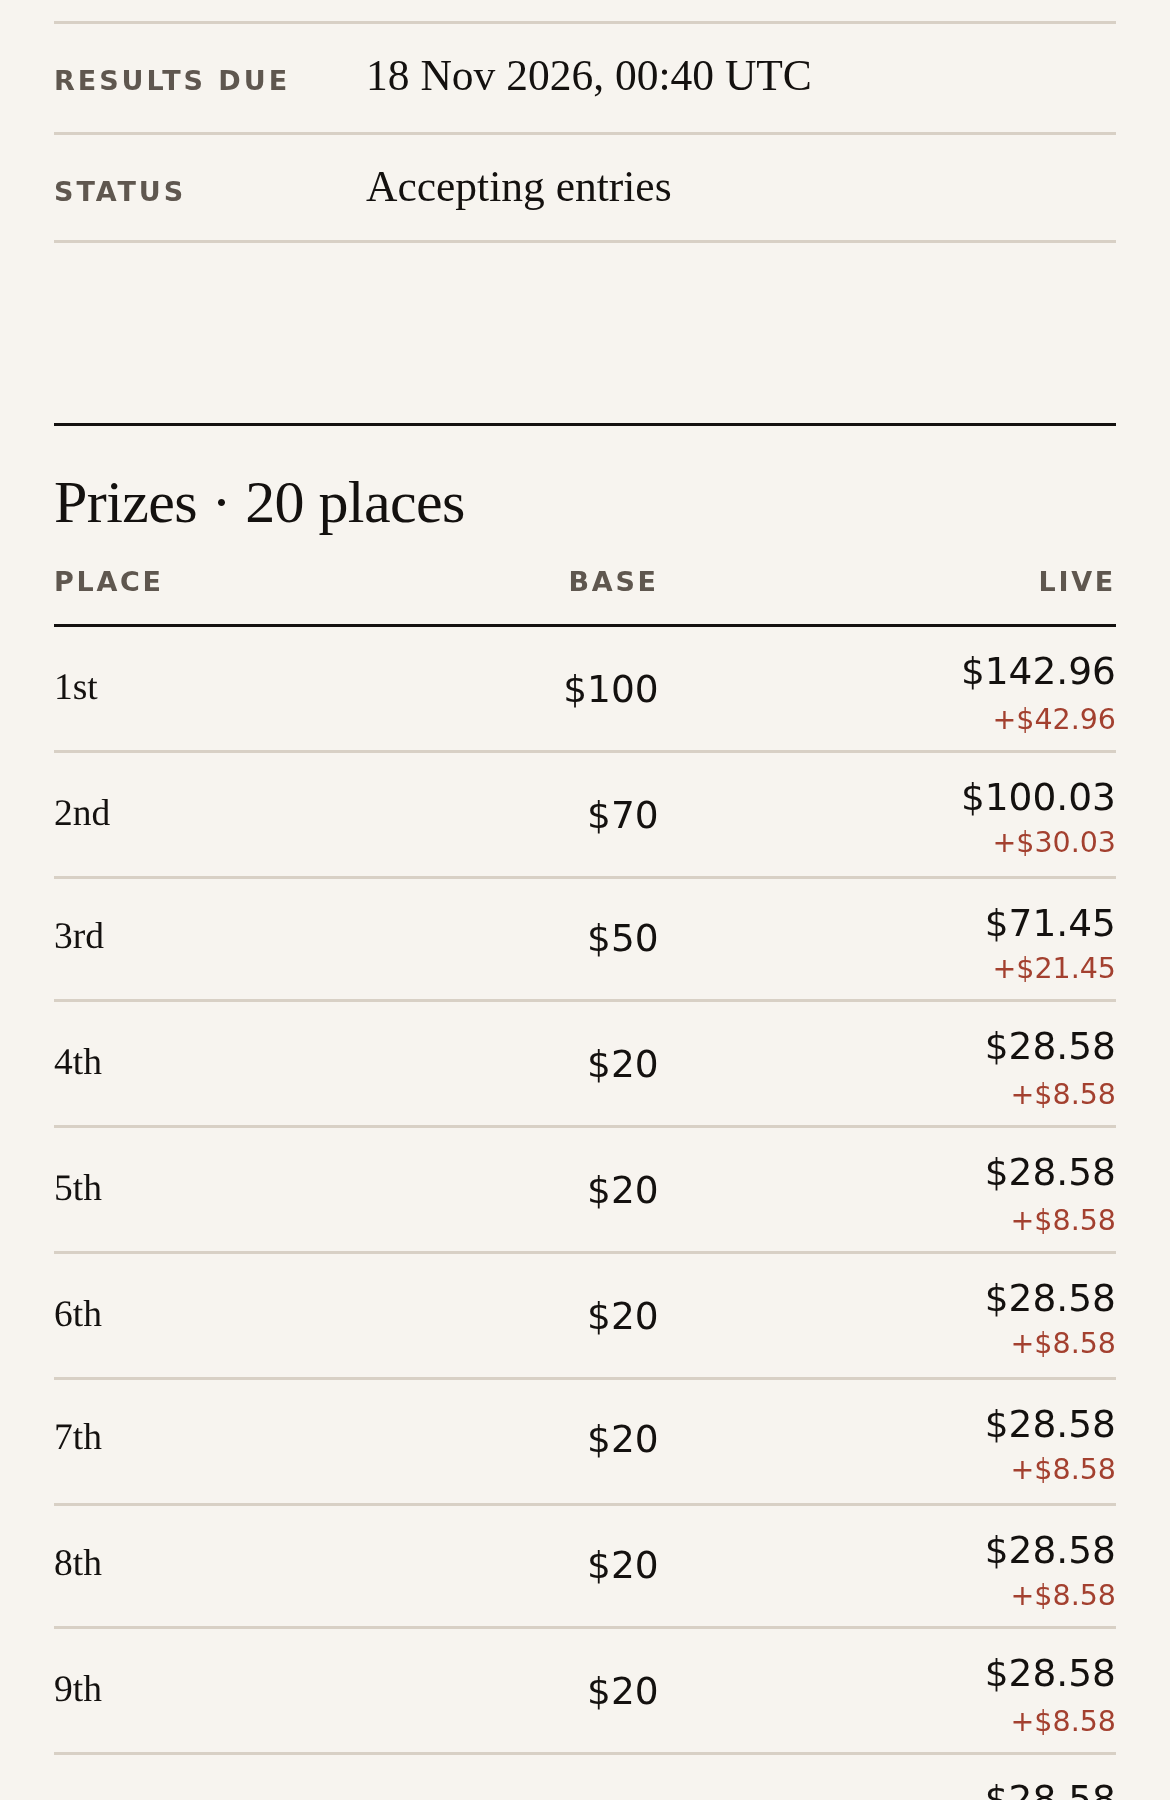 RESULTS DUE 18 Nov 2026, 00:40 UTC
STATUS Accepting entries
Prizes · 20 places
PLACE BASE LIVE
1st $100 $142.96
+$42.96
2nd $70 $100.03
+$30.03
3rd $50 $71.45
+$21.45
4th $20 $28.58
+$8.58
5th $20 $28.58
+$8.58
6th $20 $28.58
+$8.58
7th $20 $28.58
+$8.58
8th $20 $28.58
+$8.58
9th $20 $28.58
+$8.58
$28.58